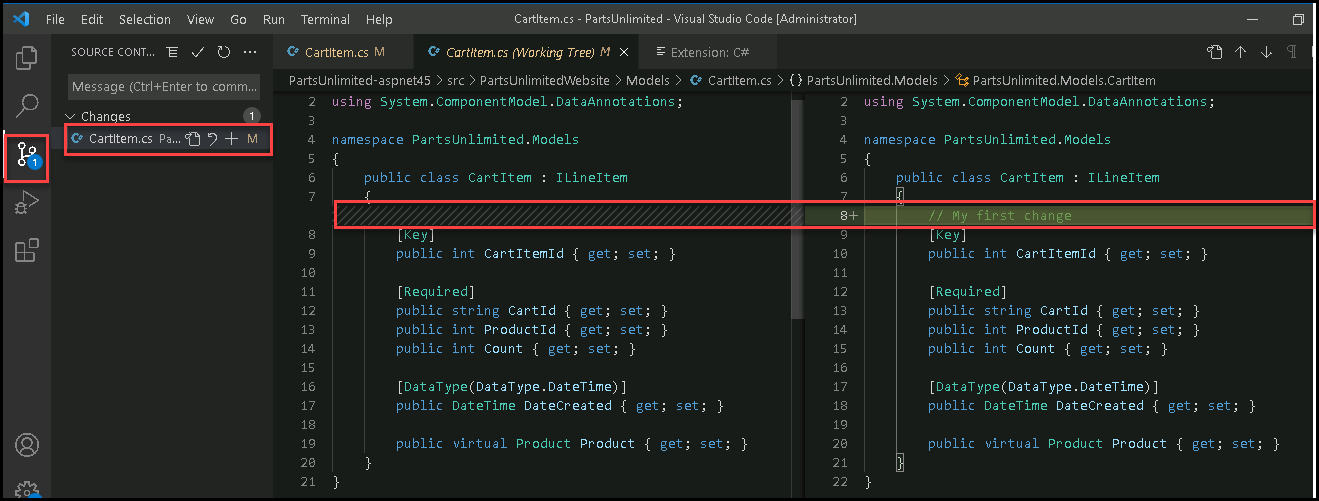 File Edit Selection View Go Run Terminal Help CartItem.cs - PartsUnlimited - Visual Studio Code [Administrator]
SOURCE CONT... ... CartItem.cs M CartItem.cs (Working Tree) M Extension: C#
Message (Ctrl+Enter to comm... PartsUnlimited-aspnet45 > src > PartsUnlimitedWebsite > Models > CartItem.cs > {} PartsUnlimited.Models > PartsUnlimited.Models.CartItem
Changes 1
CartItem.cs Pa... M
1
2 using System.ComponentModel.DataAnnotations;
3
4 namespace PartsUnlimited.Models
5 {
6 public class CartItem : ILineItem
7 {
8 [Key]
9 public int CartItemId { get; set; }
10
11 [Required]
12 public string CartId { get; set; }
13 public int ProductId { get; set; }
14 public int Count { get; set; }
15
16 [DataType(DataType.DateTime)]
17 public DateTime DateCreated { get; set; }
18
19 public virtual Product Product { get; set; }
20 }
21 }
2 using System.ComponentModel.DataAnnotations;
3
4 namespace PartsUnlimited.Models
5 {
6 public class CartItem : ILineItem
7 {
8+ // My first change
9 [Key]
10 public int CartItemId { get; set; }
11
12 [Required]
13 public string CartId { get; set; }
14 public int ProductId { get; set; }
15 public int Count { get; set; }
16
17 [DataType(DataType.DateTime)]
18 public DateTime DateCreated { get; set; }
19
20 public virtual Product Product { get; set; }
21 }
22 }